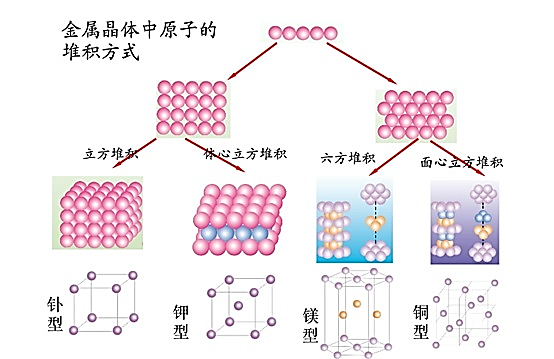 金属晶体中原子的
堆积方式
立方堆积
体心立方堆积
六方堆积
面心立方堆积
钋型
钾型
镁型
铜型